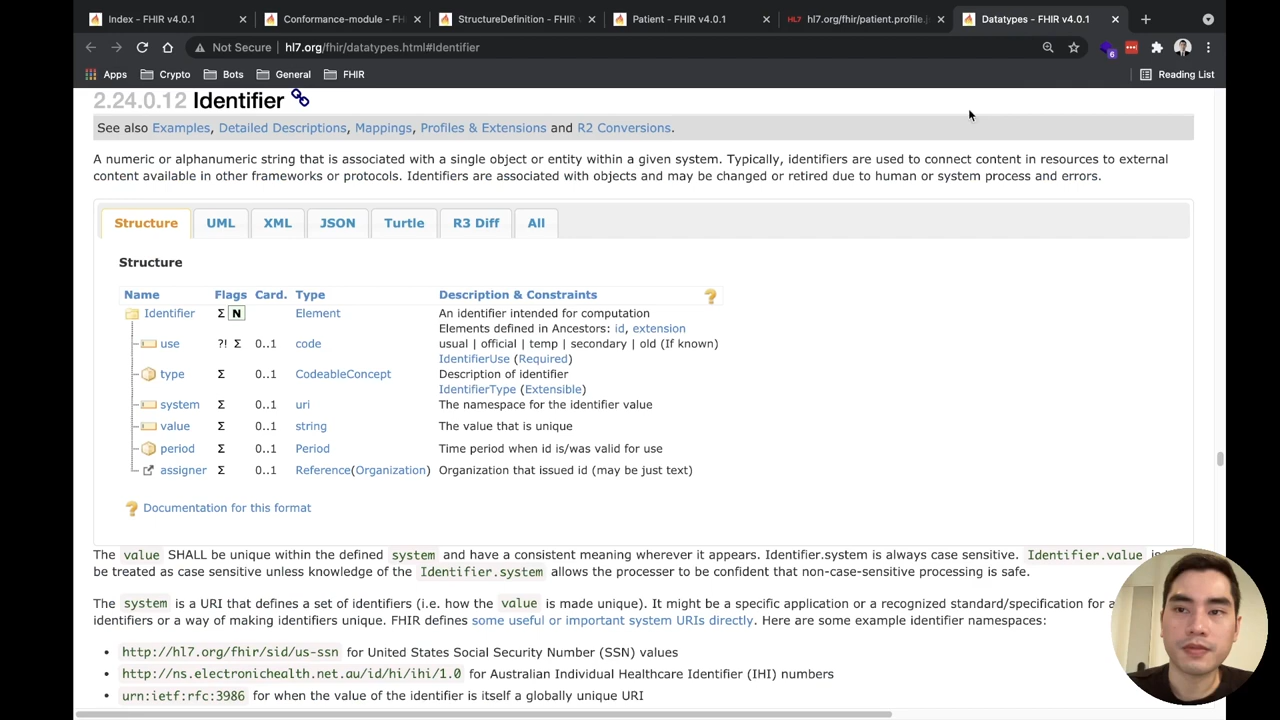 Index - FHIR v4.0.1
Conformance-module - FH
StructureDefinition - FHIR
Patient - FHIR v4.0.1
HL7 hl7.org/fhir/patient.profile.js
Datatypes - FHIR v4.0.1
Not Secure | hl7.org/fhir/datatypes.html#Identifier
6
Apps Crypto Bots General FHIR Reading List
2.24.0.12 Identifier
See also Examples, Detailed Descriptions, Mappings, Profiles & Extensions and R2 Conversions.
A numeric or alphanumeric string that is associated with a single object or entity within a given system. Typically, identifiers are used to connect content in resources to external
content available in other frameworks or protocols. Identifiers are associated with objects and may be changed or retired due to human or system process and errors.
Structure UML XML JSON Turtle R3 Diff All
Structure
Name Flags Card. Type Description & Constraints
Identifier Σ N Element An identifier intended for computation
Elements defined in Ancestors: id, extension
use ?! Σ 0..1 code usual | official | temp | secondary | old (If known)
IdentifierUse (Required)
type Σ 0..1 CodeableConcept Description of identifier
IdentifierType (Extensible)
system Σ 0..1 uri The namespace for the identifier value
value Σ 0..1 string The value that is unique
period Σ 0..1 Period Time period when id is/was valid for use
assigner Σ 0..1 Reference(Organization) Organization that issued id (may be just text)
Documentation for this format
The value SHALL be unique within the defined system and have a consistent meaning wherever it appears. Identifier.system is always case sensitive. Identifier.value
be treated as case sensitive unless knowledge of the Identifier.system allows the processer to be confident that non-case-sensitive processing is safe.
The system is a URI that defines a set of identifiers (i.e. how the value is made unique). It might be a specific application or a recognized standard/specification for a
identifiers or a way of making identifiers unique. FHIR defines some useful or important system URIs directly. Here are some example identifier namespaces:
• http://hl7.org/fhir/sid/us-ssn for United States Social Security Number (SSN) values
• http://ns.electronichealth.net.au/id/hi/ihi/1.0 for Australian Individual Healthcare Identifier (IHI) numbers
• urn:ietf:rfc:3986 for when the value of the identifier is itself a globally unique URI